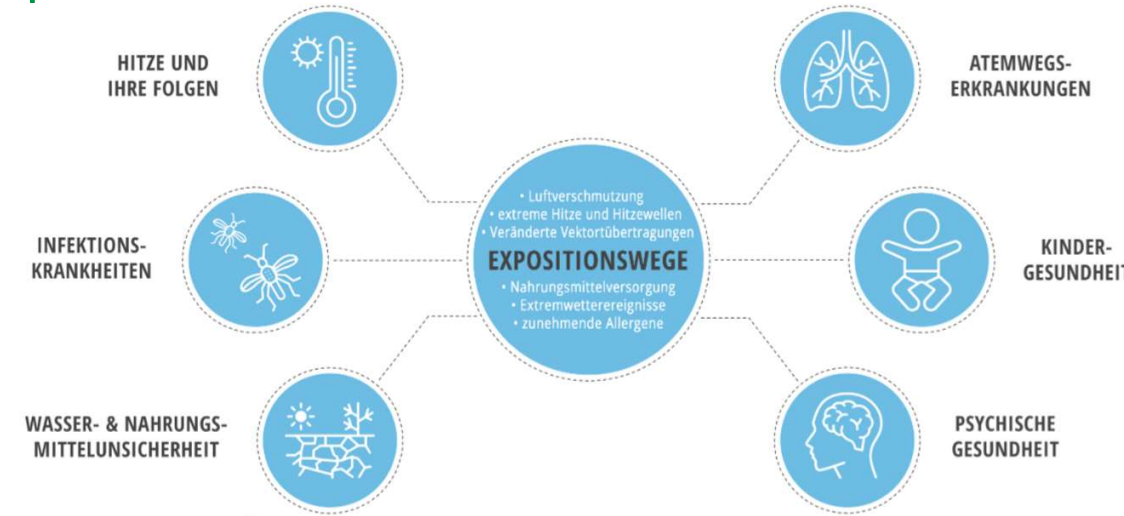 HITZE UND
IHRE FOLGEN
ATEMWEGS-
ERKRANKUNGEN
INFEKTIONS-
KRANKHEITEN
• Luftverschmutzung
• extreme Hitze und Hitzewellen
• Veränderte Vektortübertragungen
EXPOSITIONSWEGE
• Nahrungsmittelversorgung
• Extremwetterereignisse
• zunehmende Allergene
KINDER-
GESUNDHEIT
WASSER- & NAHRUNGS-
MITTELUNSICHERHEIT
PSYCHISCHE
GESUNDHEIT